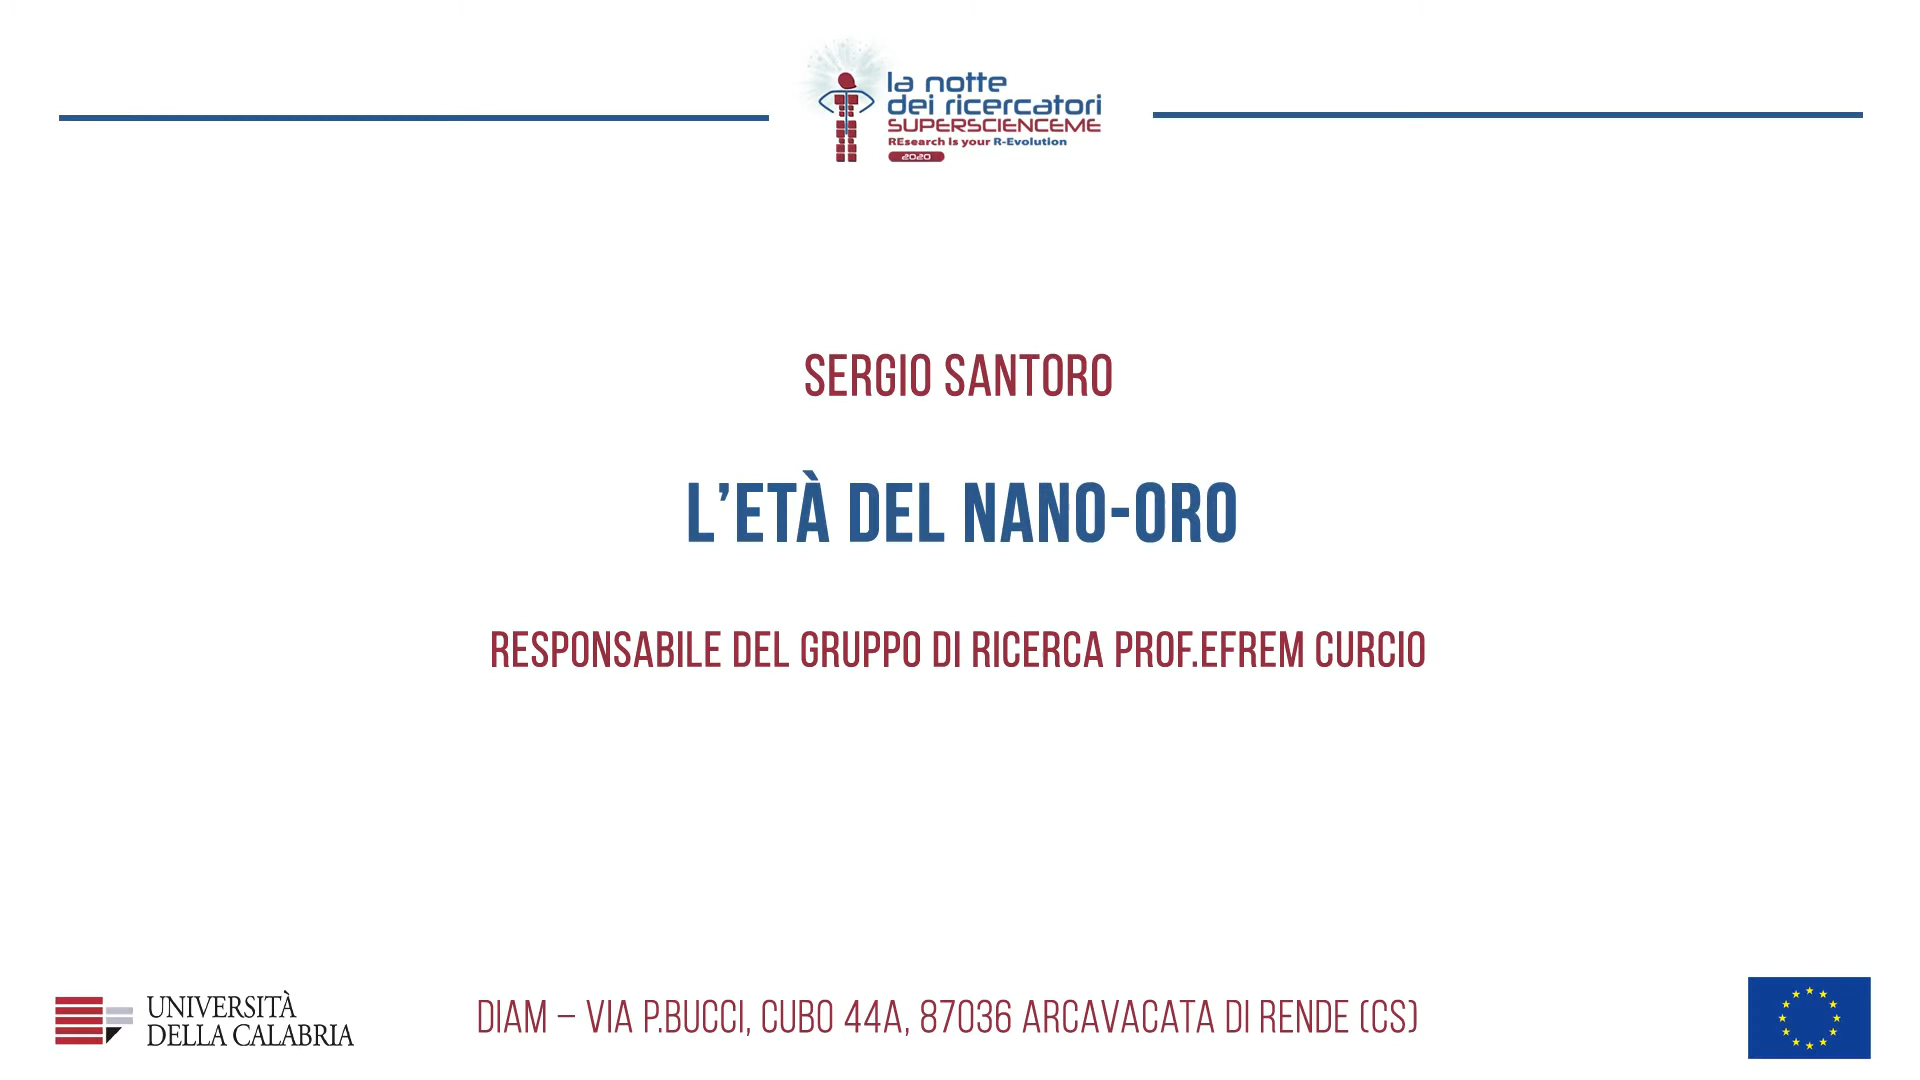 la notte
dei ricercatori
SUPERSCIENCEME
REsearch is your R-Evolution
2020
SERGIO SANTORO
L’ETÀ DEL NANO-ORO
RESPONSABILE DEL GRUPPO DI RICERCA PROF.EFREM CURCIO
UNIVERSITÀ
DELLA CALABRIA
DIAM – VIA P.BUCCI, CUBO 44A, 87036 ARCAVACATA DI RENDE (CS)